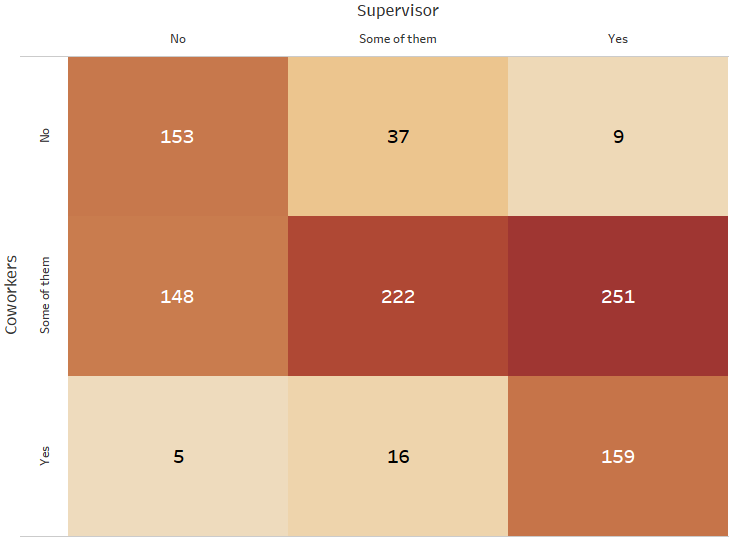 Supervisor
No Some of them Yes
Coworkers
No 153 37 9
Some of them 148 222 251
Yes 5 16 159